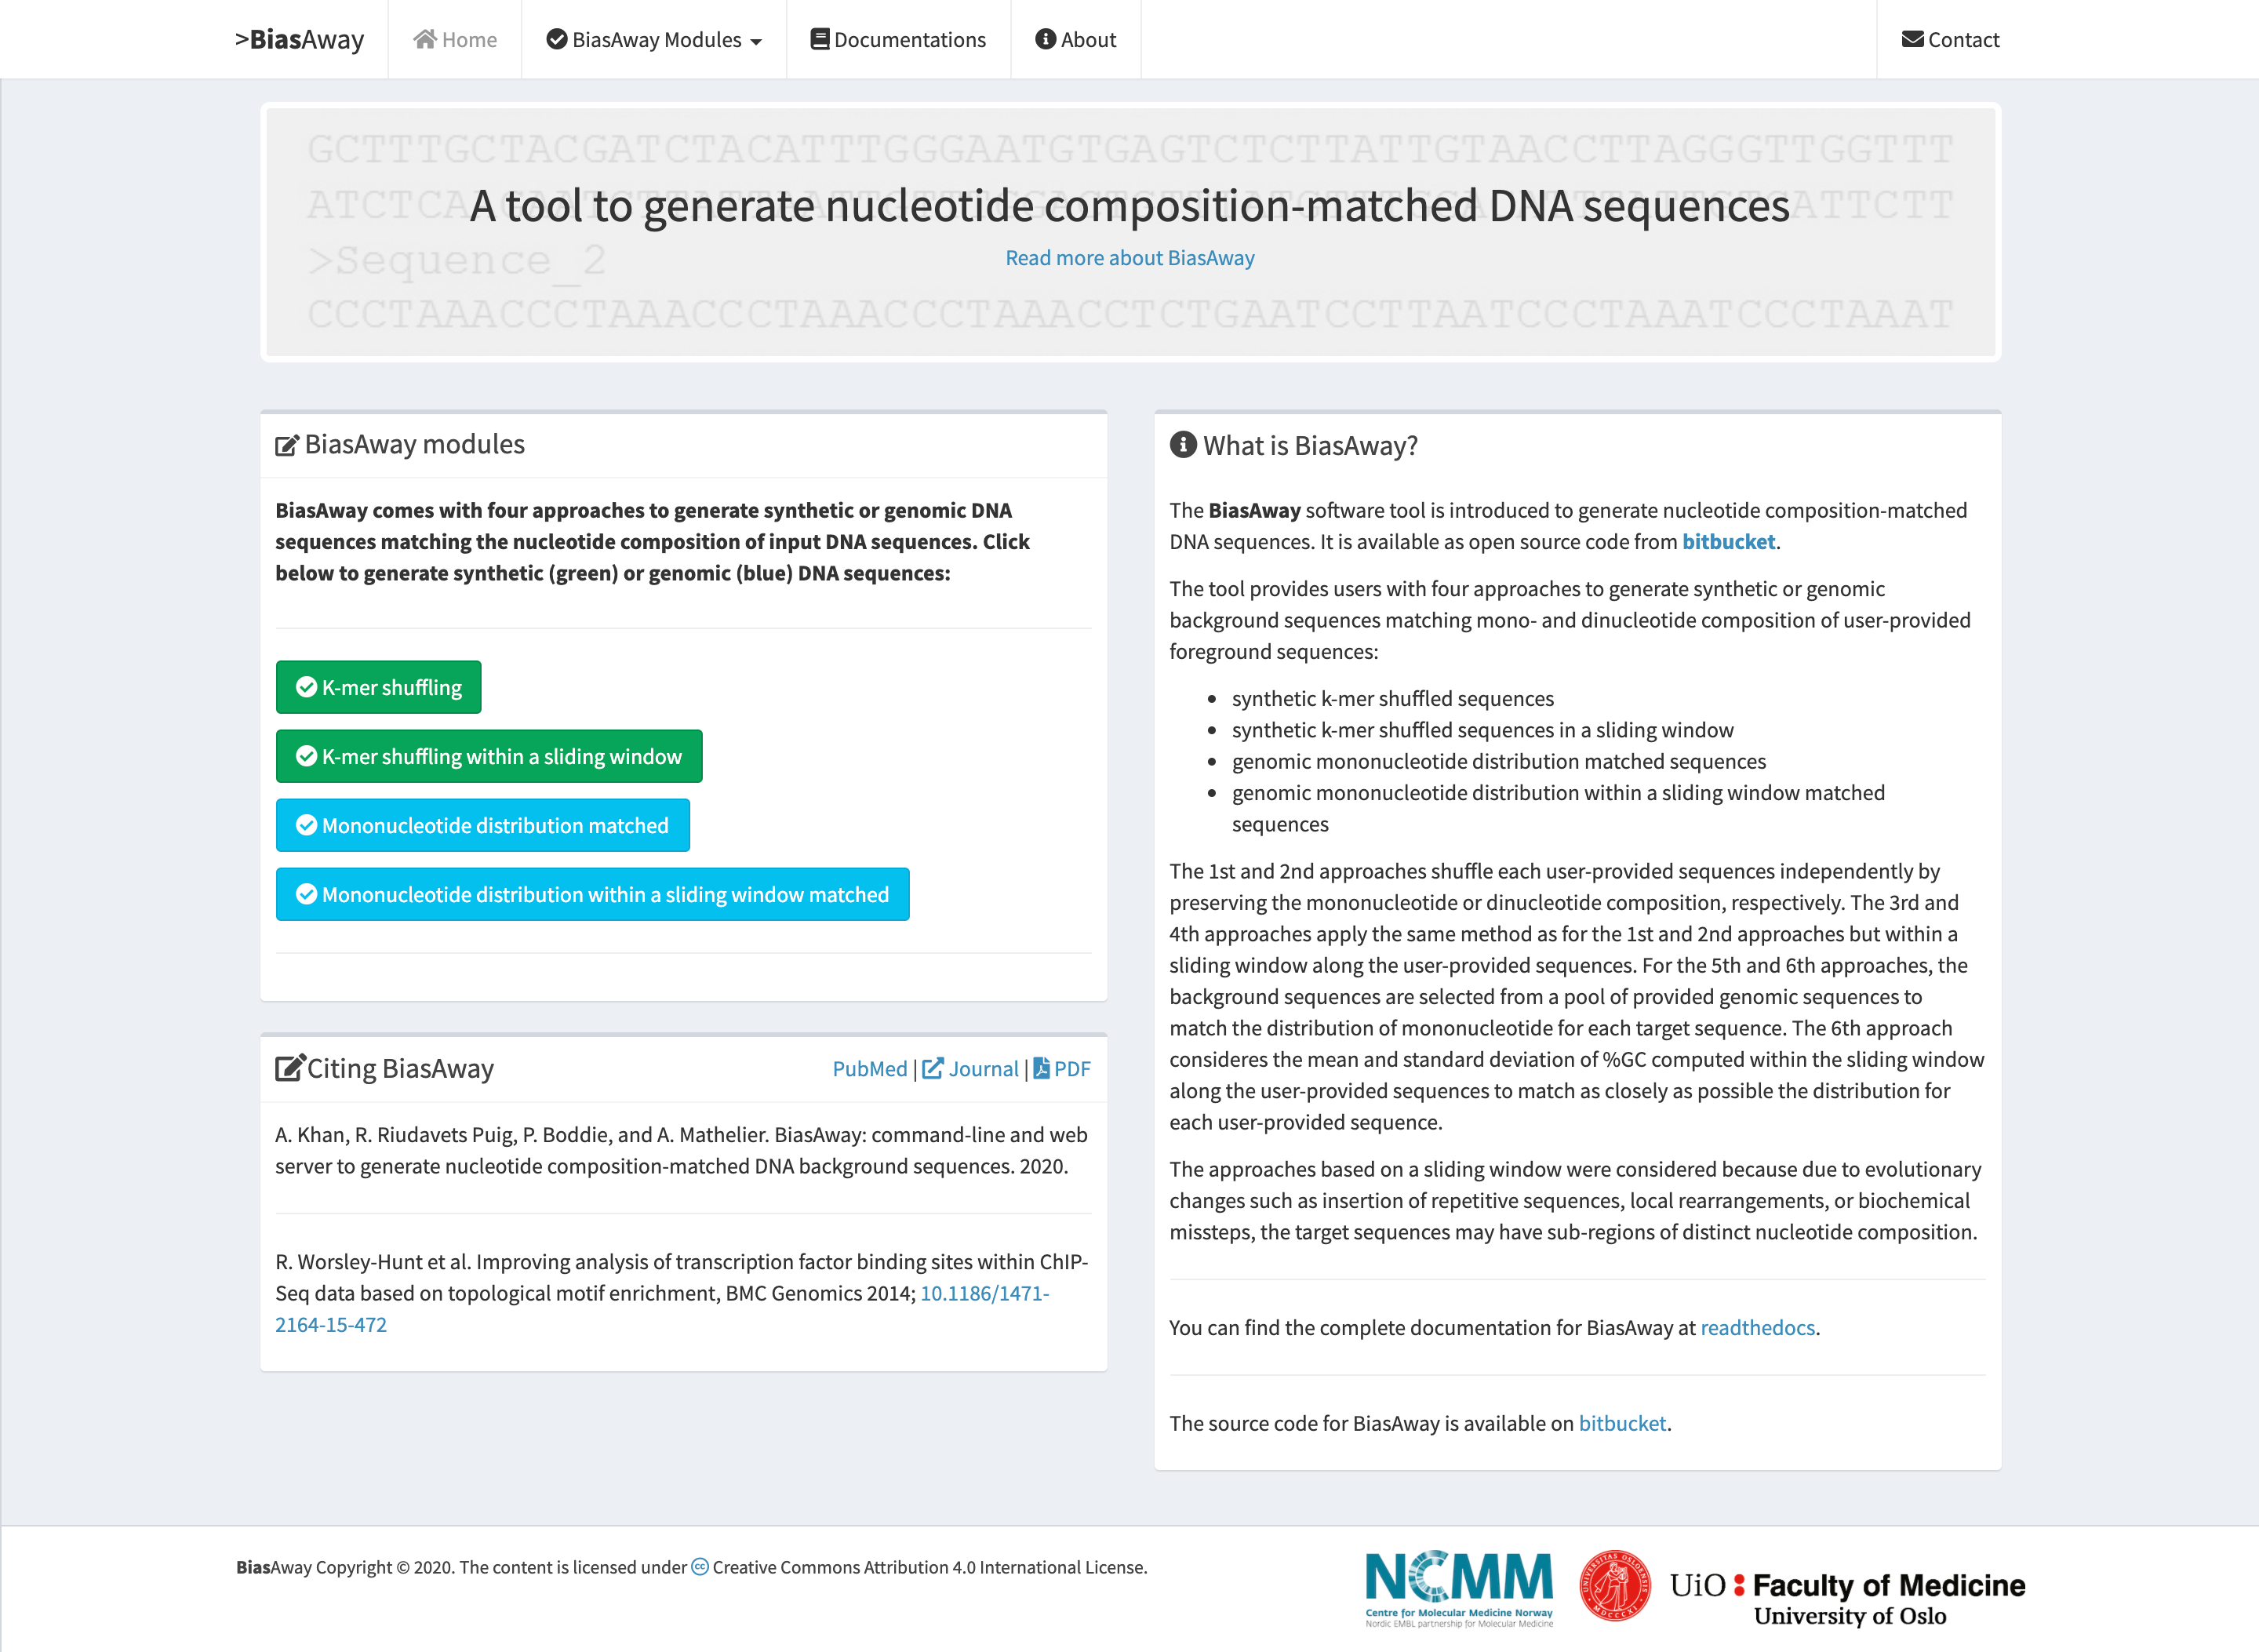 >BiasAway
Home
BiasAway Modules
Documentations
About
Contact
GCTTTGCTACGATCTACATTTGGGAATGTGAGTCTCTTATTGTAACCTTAGGGTTGGTTT
A tool to generate nucleotide composition-matched DNA sequences
>Sequence_2
Read more about BiasAway
CCCTAAACCCTAAACCCTAAACCCTAAACCTCTGAATCCTTAATCCCTAAATCCCTAAAT
BiasAway modules
BiasAway comes with four approaches to generate synthetic or genomic DNA
sequences matching the nucleotide composition of input DNA sequences. Click
below to generate synthetic (green) or genomic (blue) DNA sequences:
K-mer shuffling
K-mer shuffling within a sliding window
Mononucleotide distribution matched
Mononucleotide distribution within a sliding window matched
Citing BiasAway
PubMed | Journal | PDF
A. Khan, R. Riudavets Puig, P. Boddie, and A. Mathelier. BiasAway: command-line and web
server to generate nucleotide composition-matched DNA background sequences. 2020.
R. Worsley-Hunt et al. Improving analysis of transcription factor binding sites within ChIP-
Seq data based on topological motif enrichment, BMC Genomics 2014; 10.1186/1471-
2164-15-472
What is BiasAway?
The BiasAway software tool is introduced to generate nucleotide composition-matched
DNA sequences. It is available as open source code from bitbucket.
The tool provides users with four approaches to generate synthetic or genomic
background sequences matching mono- and dinucleotide composition of user-provided
foreground sequences:
• synthetic k-mer shuffled sequences
• synthetic k-mer shuffled sequences in a sliding window
• genomic mononucleotide distribution matched sequences
• genomic mononucleotide distribution within a sliding window matched
sequences
The 1st and 2nd approaches shuffle each user-provided sequences independently by
preserving the mononucleotide or dinucleotide composition, respectively. The 3rd and
4th approaches apply the same method as for the 1st and 2nd approaches but within a
sliding window along the user-provided sequences. For the 5th and 6th approaches, the
background sequences are selected from a pool of provided genomic sequences to
match the distribution of mononucleotide for each target sequence. The 6th approach
consideres the mean and standard deviation of %GC computed within the sliding window
along the user-provided sequences to match as closely as possible the distribution for
each user-provided sequence.
The approaches based on a sliding window were considered because due to evolutionary
changes such as insertion of repetitive sequences, local rearrangements, or biochemical
missteps, the target sequences may have sub-regions of distinct nucleotide composition.
You can find the complete documentation for BiasAway at readthedocs.
The source code for BiasAway is available on bitbucket.
BiasAway Copyright © 2020. The content is licensed under cc Creative Commons Attribution 4.0 International License.
NCMM
Centre for Molecular Medicine Norway
Nordic EMBL partnership for Molecular Medicine
UNIVERSITAS OSLOENSIS
MDCCCXI
UiO : Faculty of Medicine
University of Oslo